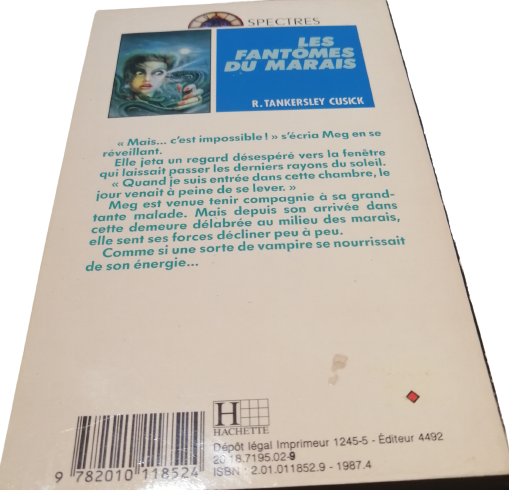 SPECTRES
LES
FANTÔMES
DU MARAIS
R. TANKERSLEY CUSICK
« Mais... c'est impossible ! » s'écria Meg en se
réveillant.
Elle jeta un regard désespéré vers la fenêtre
qui laissait passer les derniers rayons du soleil.
« Quand je suis entrée dans cette chambre, le
jour venait à peine de se lever. »
Meg est venue tenir compagnie à sa grand-
tante malade. Mais depuis son arrivée dans
cette demeure délabrée au milieu des marais,
elle sent ses forces décliner peu à peu.
Comme si une sorte de vampire se nourrissait
de son énergie...
H
HACHETTE
Dépôt légal Imprimeur 1245-5 - Éditeur 4492
20.18.7195.02-9
ISBN : 2.01.011852.9 - 1987.4
9 782010 118524